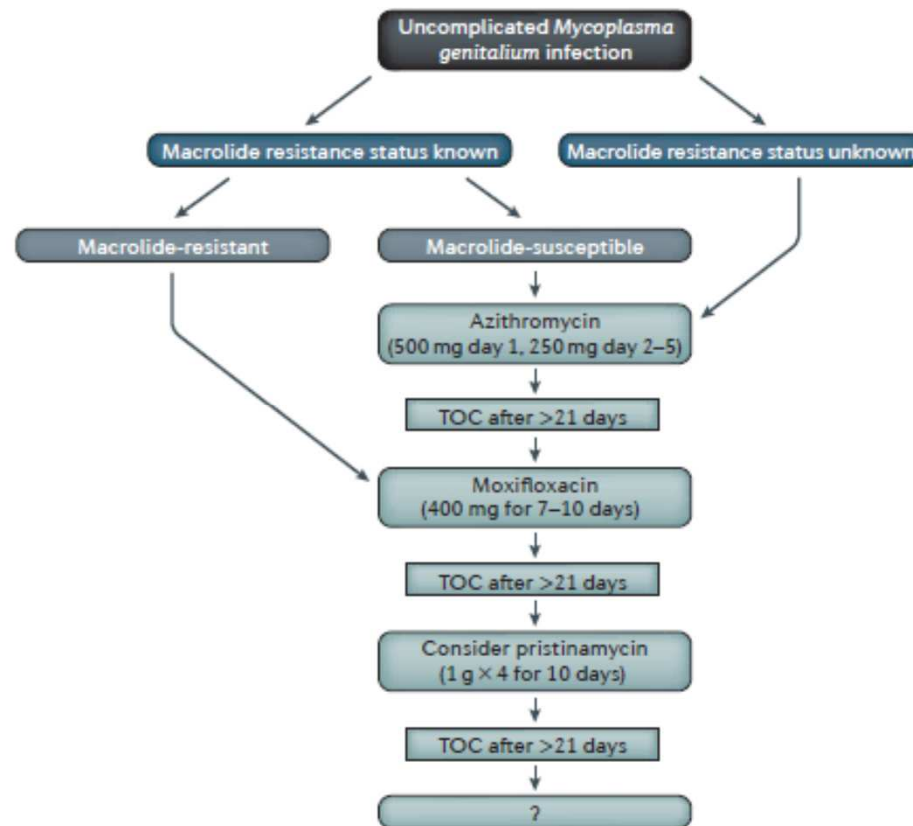 Uncomplicated Mycoplasma
genitalium infection
Macrolide resistance status known
Macrolide resistance status unknown
Macrolide-resistant
Macrolide-susceptible
Azithromycin
(500 mg day 1, 250 mg day 2–5)
TOC after >21 days
Moxifloxacin
(400 mg for 7–10 days)
TOC after >21 days
Consider pristinamycin
(1 g × 4 for 10 days)
TOC after >21 days
?